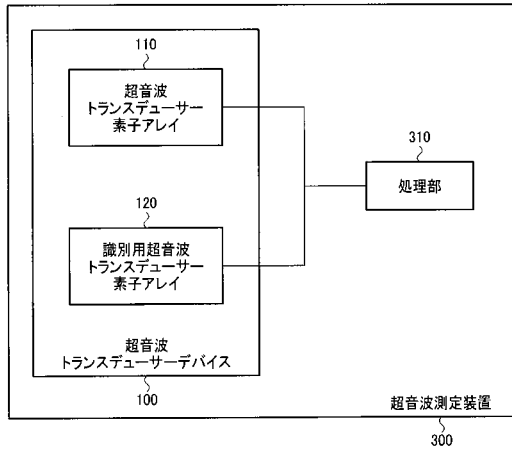 110
超音波
トランスデューサー
素子アレイ
120
識別用超音波
トランスデューサー
素子アレイ
超音波
トランスデューサーデバイス
100
310
処理部
超音波測定装置
300